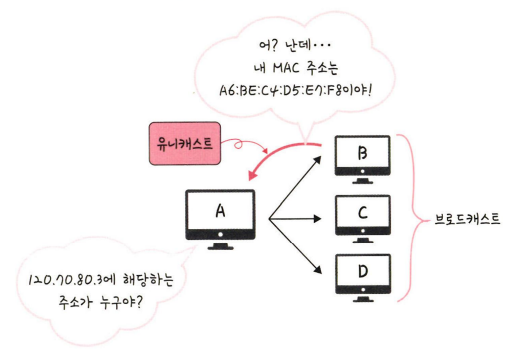 어? 난데...
내 MAC 주소는
A6:BE:C4:D5:E7:F8이야!
유니캐스트
B
A
C
브로드캐스트
D
120.70.80.3에 해당하는
주소가 누구야?